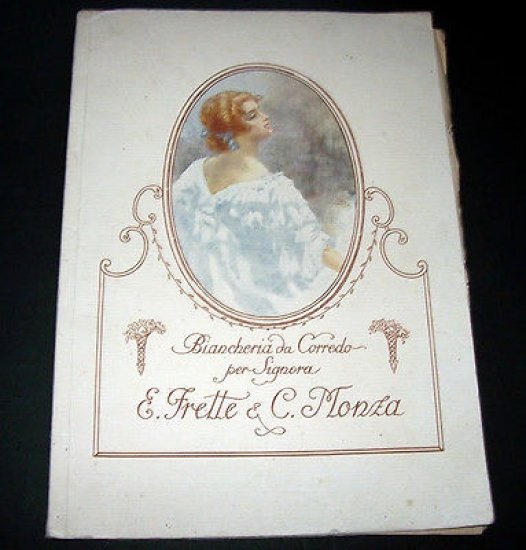 Biancheria da Corredo
per Signora
E. Frette & C. Monza